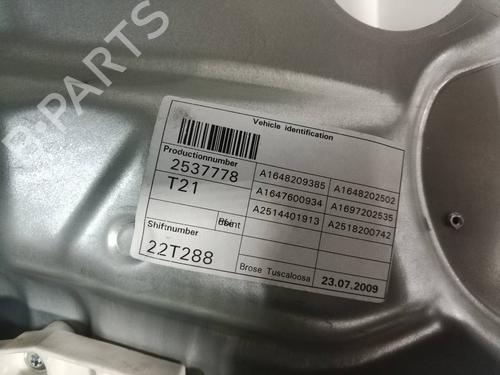 B-PARTS
Vehicle identification
Productionnumber
2537778
T21
Shiftnumber
22T288
A1648209385 A1648202502
A1647600934 A1697202535
A2514401913 A2518200742
Brose Tuscaloosa 23.07.2009